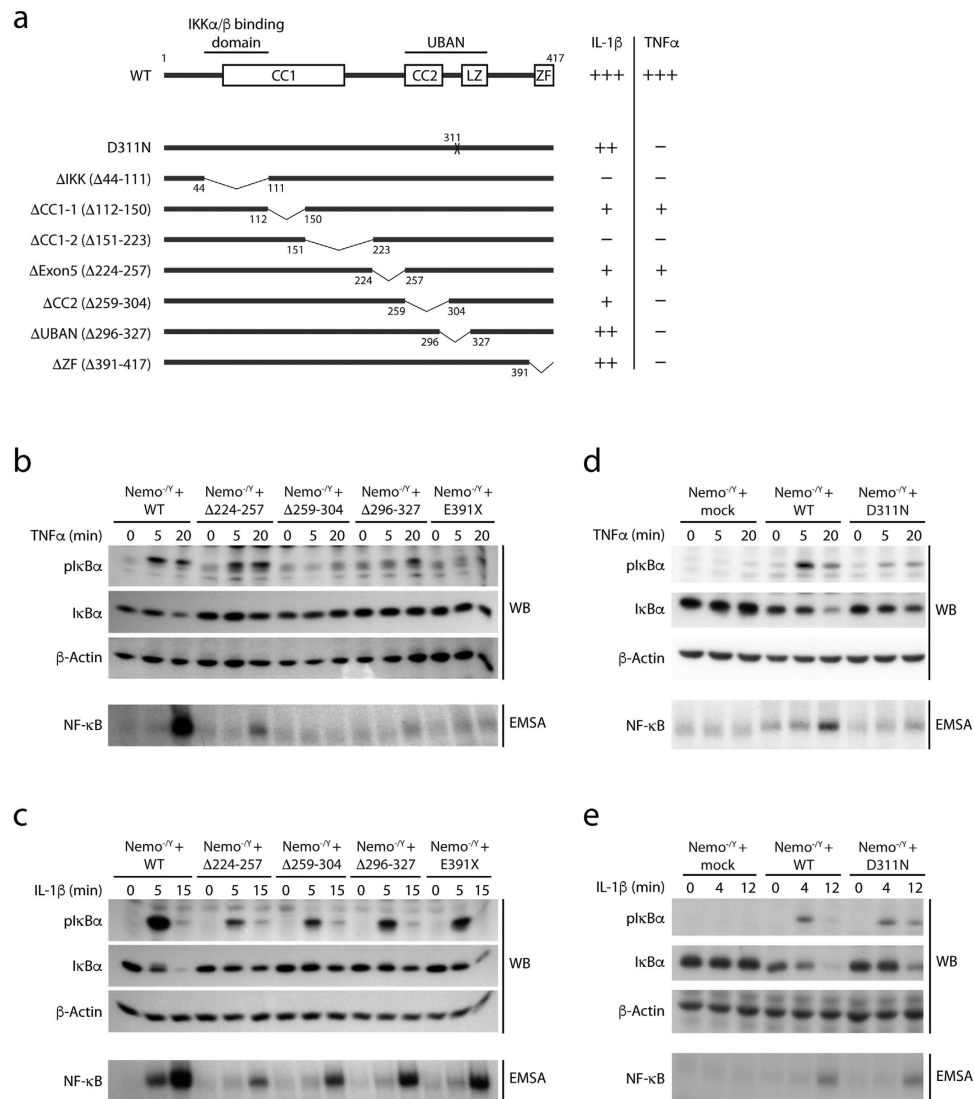 a
IKKα/β binding
domain
UBAN
IL-1β
TNFα
1
417
WT
CC1
CC2
LZ
ZF
+++
+++
D311N
311
X
++
−
ΔIKK (Δ44-111)
44
111
−
−
ΔCC1-1 (Δ112-150)
112
150
+
+
ΔCC1-2 (Δ151-223)
151
223
−
−
ΔExon5 (Δ224-257)
224
257
+
+
ΔCC2 (Δ259-304)
259
304
+
−
ΔUBAN (Δ296-327)
296
327
++
−
ΔZF (Δ391-417)
391
++
−
b
Nemo-/Y + WT
Nemo-/Y + Δ224-257
Nemo-/Y + Δ259-304
Nemo-/Y + Δ296-327
Nemo-/Y + E391X
TNFα (min) 0 5 20 0 5 20 0 5 20 0 5 20 0 5 20
pIκBα
IκBα
WB
β-Actin
NF-κB
EMSA
d
Nemo-/Y + mock
Nemo-/Y + WT
Nemo-/Y + D311N
TNFα (min) 0 5 20 0 5 20 0 5 20
pIκBα
IκBα
WB
β-Actin
NF-κB
EMSA
c
Nemo-/Y + WT
Nemo-/Y + Δ224-257
Nemo-/Y + Δ259-304
Nemo-/Y + Δ296-327
Nemo-/Y + E391X
IL-1β (min) 0 5 15 0 5 15 0 5 15 0 5 15 0 5 15
pIκBα
IκBα
WB
β-Actin
NF-κB
EMSA
e
Nemo-/Y + mock
Nemo-/Y + WT
Nemo-/Y + D311N
IL-1β (min) 0 4 12 0 4 12 0 4 12
pIκBα
IκBα
WB
β-Actin
NF-κB
EMSA